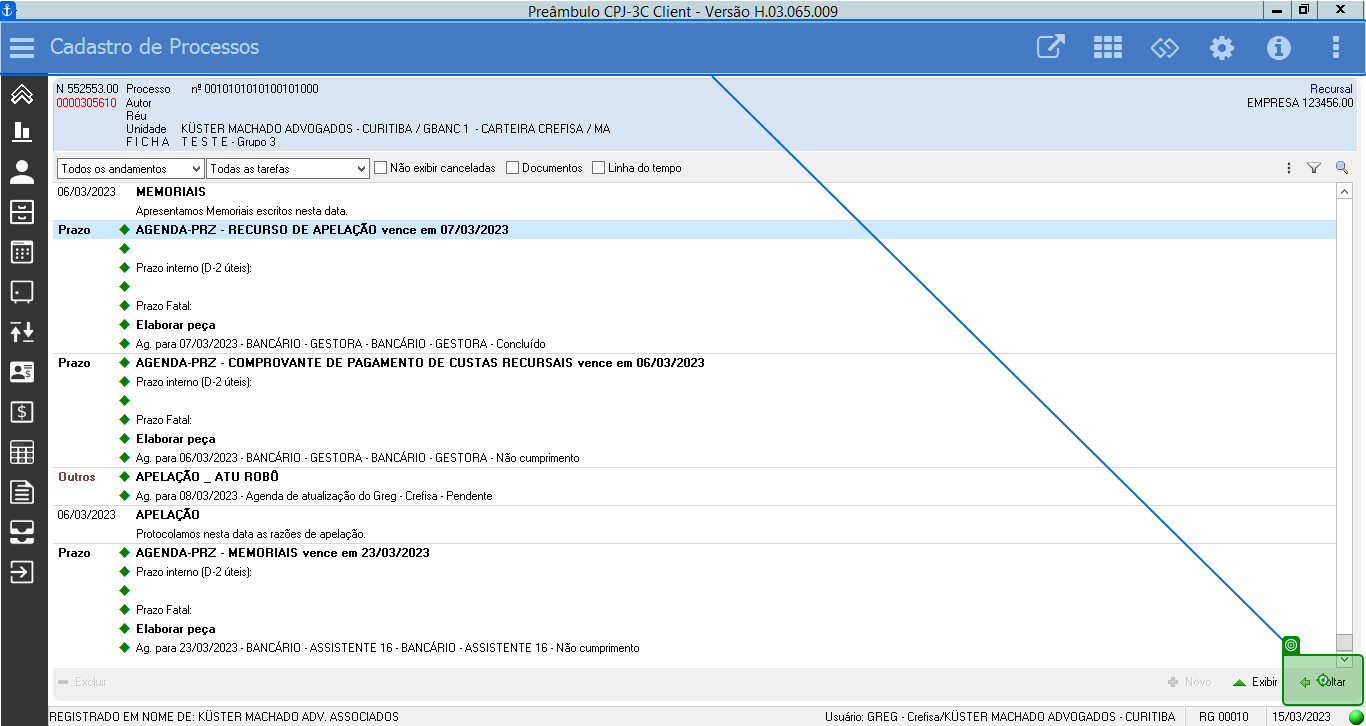 Preâmbulo CPJ-3C Client - Versão H.03.065.009
Cadastro de Processos
N 552553.00 Processo nº 0010101010100101000 Recursal
0000305610 Autor EMPRESA 123456.00
Réu
Unidade KÜSTER MACHADO ADVOGADOS - CURITIBA / GBANC 1 - CARTEIRA CREFISA / MA
F I C H A T E S T E - Grupo 3
Todos os andamentos Todas as tarefas Não exibir canceladas Documentos Linha do tempo
06/03/2023 MEMORIAIS
Apresentamos Memoriais escritos nesta data.
Prazo AGENDA-PRZ - RECURSO DE APELAÇÃO vence em 07/03/2023
Prazo interno (D-2 úteis):
Prazo Fatal:
Elaborar peça
Ag. para 07/03/2023 - BANCÁRIO - GESTORA - BANCÁRIO - GESTORA - Concluído
Prazo AGENDA-PRZ - COMPROVANTE DE PAGAMENTO DE CUSTAS RECURSAIS vence em 06/03/2023
Prazo interno (D-2 úteis):
Prazo Fatal:
Elaborar peça
Ag. para 06/03/2023 - BANCÁRIO - GESTORA - BANCÁRIO - GESTORA - Não cumprimento
Outros APELAÇÃO _ ATU ROBÔ
Ag. para 08/03/2023 - Agenda de atualização do Greg - Crefisa - Pendente
06/03/2023 APELAÇÃO
Protocolamos nesta data as razões de apelação.
Prazo AGENDA-PRZ - MEMORIAIS vence em 23/03/2023
Prazo interno (D-2 úteis):
Prazo Fatal:
Elaborar peça
Ag. para 23/03/2023 - BANCÁRIO - ASSISTENTE 16 - BANCÁRIO - ASSISTENTE 16 - Não cumprimento
Excluir Novo Exibir Voltar
REGISTRADO EM NOME DE: KÜSTER MACHADO ADV. ASSOCIADOS Usuário: GREG - Crefisa/KÜSTER MACHADO ADVOGADOS - CURITIBA RG 00010 15/03/2023